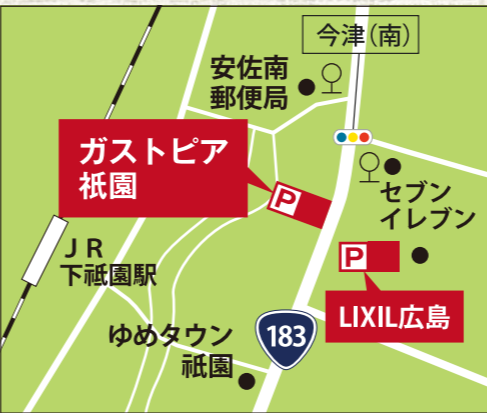 今津(南)
安佐南
郵便局
ガストピア
祇園
P
セブン
イレブン
P
JR
下祇園駅
LIXIL広島
183
ゆめタウン
祇園